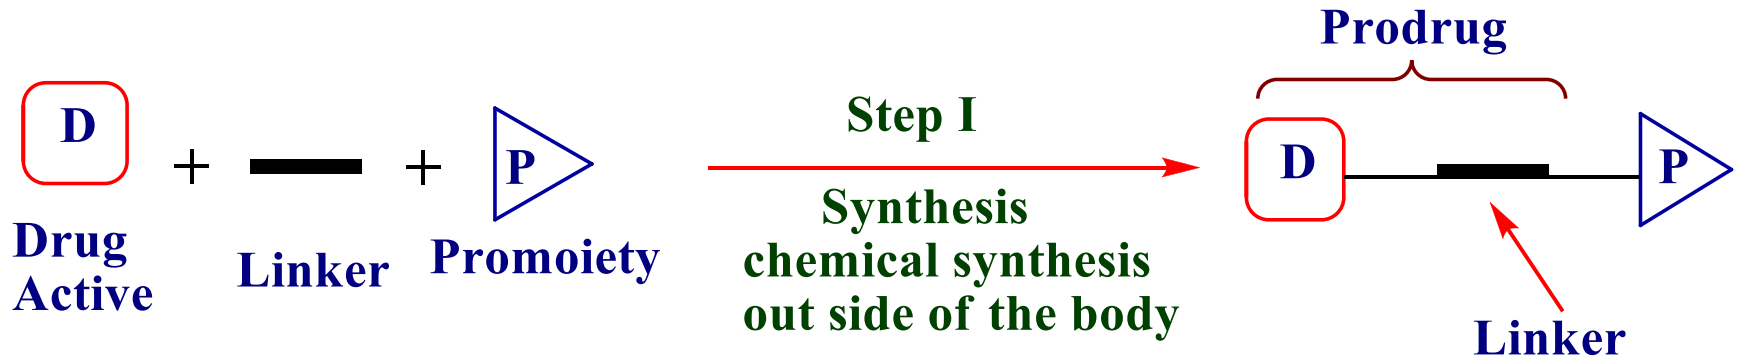 D
+
+
P
Drug
Active
Linker
Promoiety
Step I
Synthesis
chemical synthesis
out side of the body
Prodrug
D
P
Linker